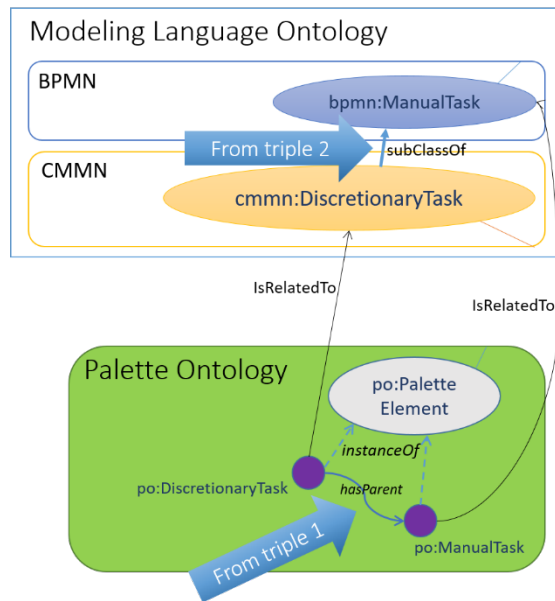 Modeling Language Ontology
BPMN
bpmn:ManualTask
From triple 2
subClassOf
CMMN
cmmn:DiscretionaryTask
IsRelatedTo
IsRelatedTo
Palette Ontology
po:Palette
Element
instanceOf
po:DiscretionaryTask
hasParent
From triple 1
po:ManualTask